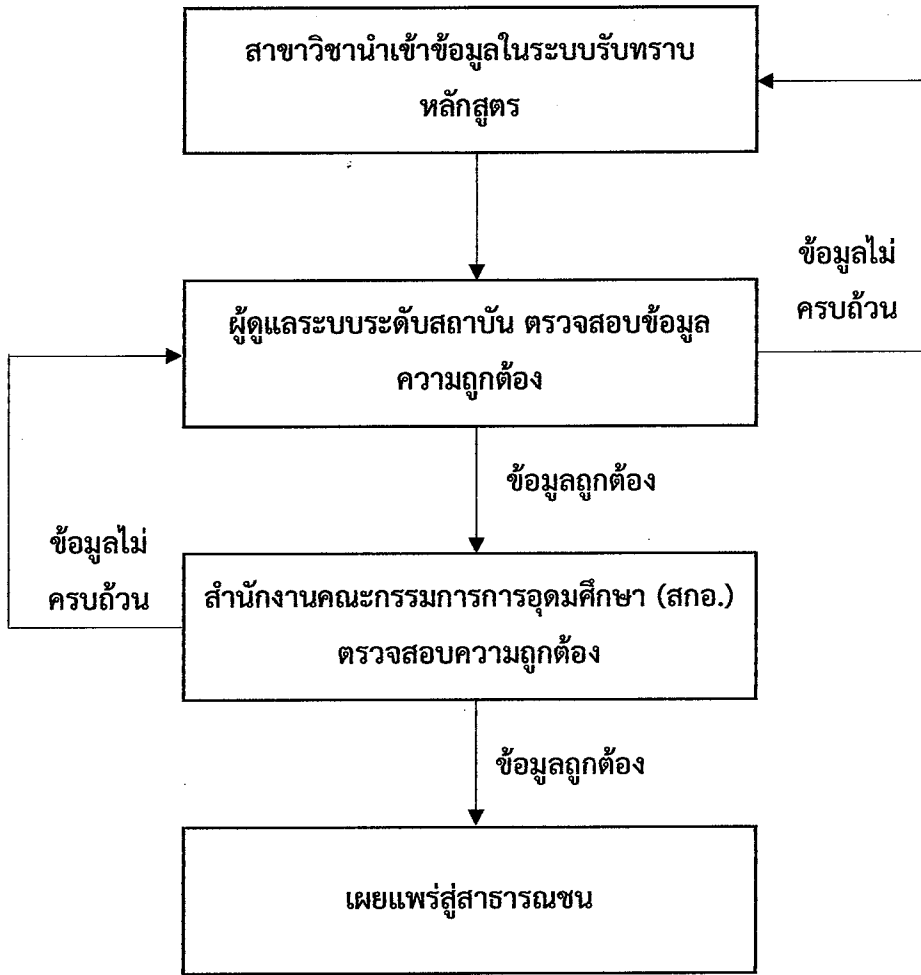 สาขาวิชานำเข้าข้อมูลในระบบรับทราบ
หลักสูตร
ข้อมูลไม่
ครบถ้วน
ผู้ดูแลระบบระดับสถาบัน ตรวจสอบข้อมูล
ความถูกต้อง
ข้อมูลถูกต้อง
ข้อมูลไม่
ครบถ้วน
สำนักงานคณะกรรมการการอุดมศึกษา (สกอ.)
ตรวจสอบความถูกต้อง
ข้อมูลถูกต้อง
เผยแพร่สู่สาธารณชน